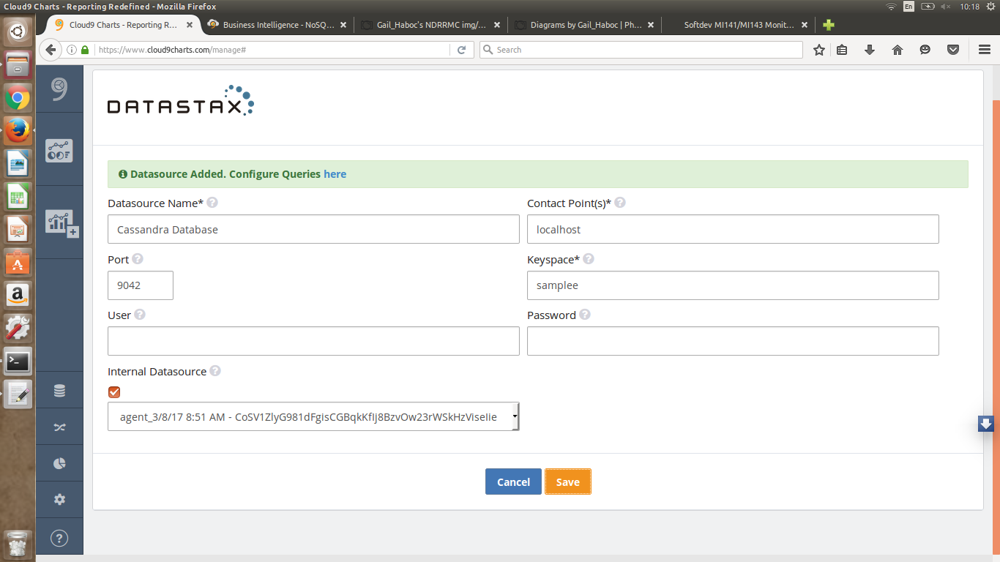 Cloud9 Charts - Reporting Redefined - Mozilla Firefox
En
10:18
Cloud9 Charts - Reporting R...
Business Intelligence - NoSQ...
Gail_Haboc's NDRRMC img/...
Diagrams by Gail_Haboc | Ph...
Softdev MI141/MI143 Monit...
https://www.cloud9charts.com/manage#
Search
DATASTAX
Datasource Added. Configure Queries here
Datasource Name*
Contact Point(s)*
Cassandra Database
localhost
Port
Keyspace*
9042
samplee
User
Password
Internal Datasource
agent_3/8/17 8:51 AM - CoSV1ZlyG981dFgisCGBqkKfIj8BzvOw23rWSkHzViseIie
Cancel
Save